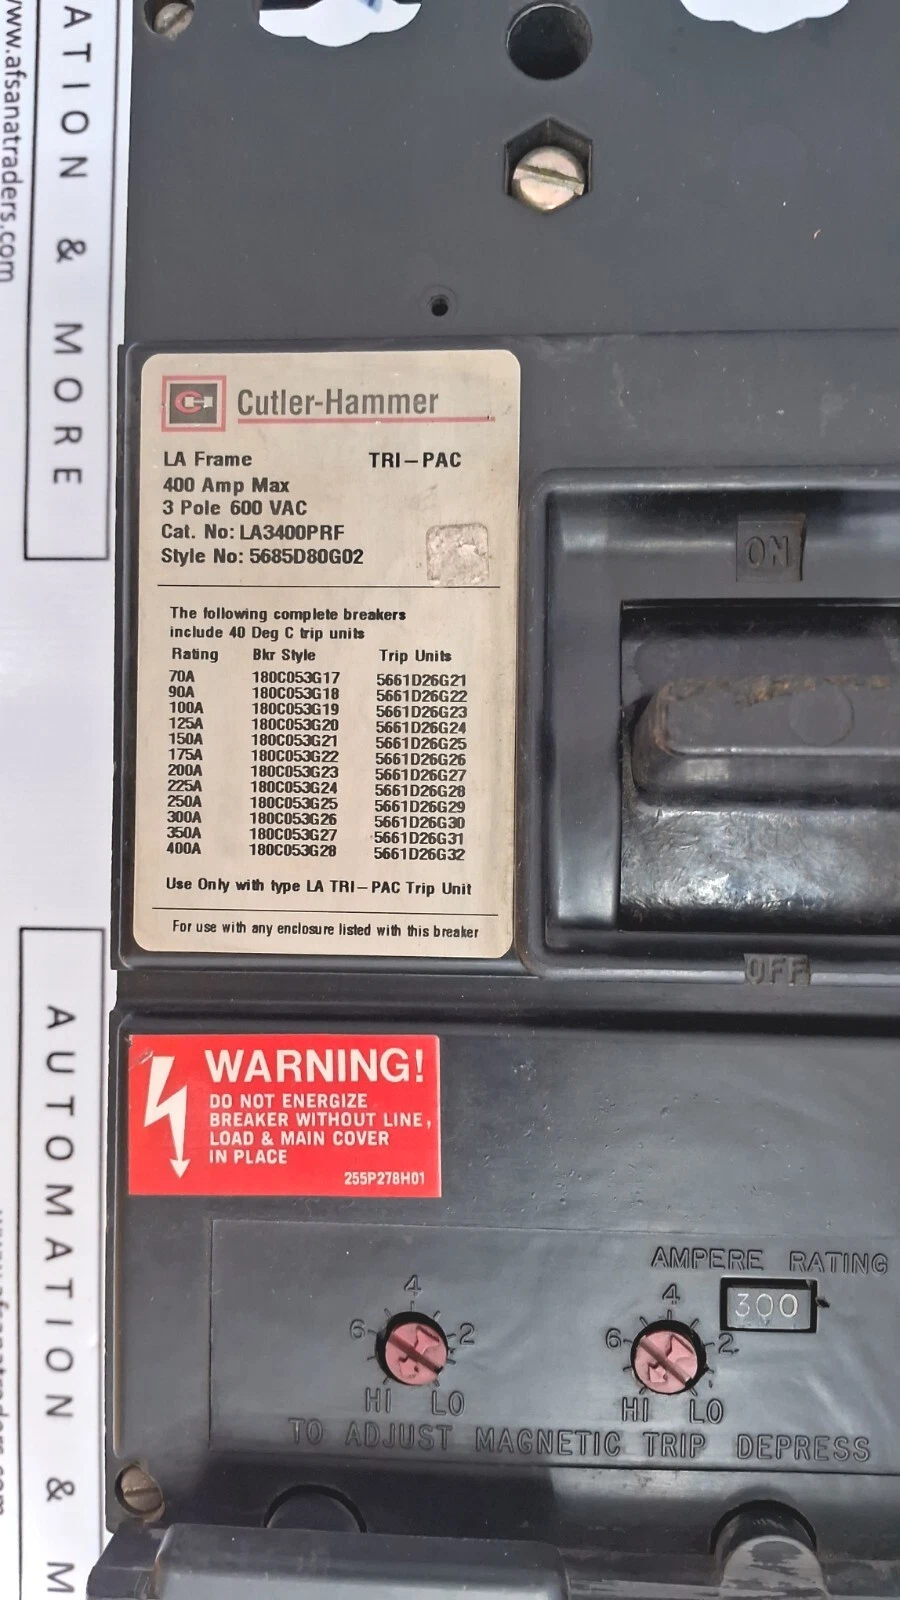 ATION & MORE
www.afsanatraders.com
Cutler-Hammer
LA Frame TRI-PAC
400 Amp Max
3 Pole 600 VAC
Cat. No: LA3400PRF
Style No: 5685D80G02
The following complete breakers
include 40 Deg C trip units
Rating Bkr Style Trip Units
70A 180C053G17 5661D26G21
90A 180C053G18 5661D26G22
100A 180C053G19 5661D26G23
125A 180C053G20 5661D26G24
150A 180C053G21 5661D26G25
175A 180C053G22 5661D26G26
200A 180C053G23 5661D26G27
225A 180C053G24 5661D26G28
250A 180C053G25 5661D26G29
300A 180C053G26 5661D26G30
350A 180C053G27 5661D26G31
400A 180C053G28 5661D26G32
Use Only with type LA TRI-PAC Trip Unit
For use with any enclosure listed with this breaker
ON
OFF
WARNING!
DO NOT ENERGIZE
BREAKER WITHOUT LINE,
LOAD & MAIN COVER
IN PLACE
255P278H01
AMPERE RATING
300
4
6 2
HI LO
4
6 2
HI LO
TO ADJUST MAGNETIC TRIP DEPRESS
AUTOMATION & M